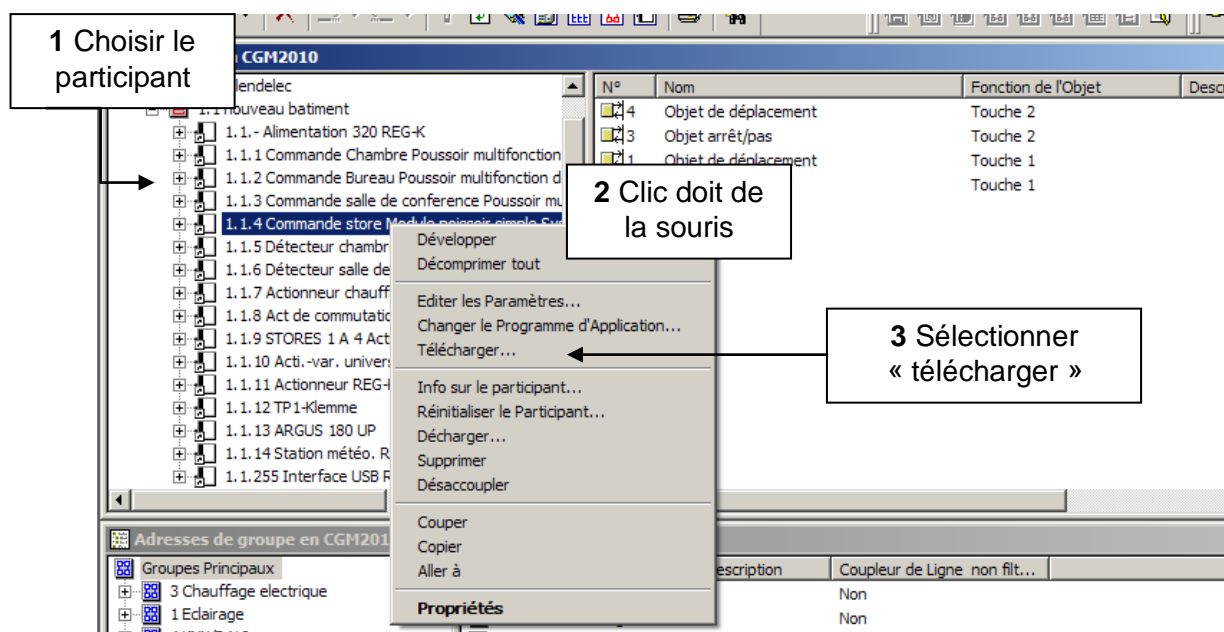 1 Choisir le
participant
CGM2010
1.1 nouveau batiment
1.1.- Alimentation 320 REG-K
1.1.1 Commande Chambre Poussoir multifonction
1.1.2 Commande Bureau Poussoir multifonction d
1.1.3 Commande salle de conference Poussoir mu
1.1.4 Commande store Module poissoir simple Sys
1.1.5 Détecteur chambr
1.1.6 Détecteur salle de
1.1.7 Actionneur chauff
1.1.8 Act de commutatic
1.1.9 STORES 1 A 4 Act
1.1.10 Acti.-var. univers
1.1.11 Actionneur REG-K
1.1.12 TP1-Klemme
1.1.13 ARGUS 180 UP
1.1.14 Station météo. R
1.1.255 Interface USB R
N° Nom Fonction de l'Objet Descr
4 Objet de déplacement Touche 2
3 Objet arrêt/pas Touche 2
1 Objet de déplacement Touche 1
Touche 1
2 Clic doit de
la souris
Développer
Décomprimer tout
Editer les Paramètres...
Changer le Programme d'Application...
Télécharger...
Info sur le participant...
Réinitialiser le Participant...
Décharger...
Supprimer
Désaccoupler
Couper
Copier
Aller à
Propriétés
3 Sélectionner
« télécharger »
Adresses de groupe en CGM201
Groupes Principaux
3 Chauffage electrique
1 Eclairage
escription Coupleur de Ligne non filt...
Non
Non